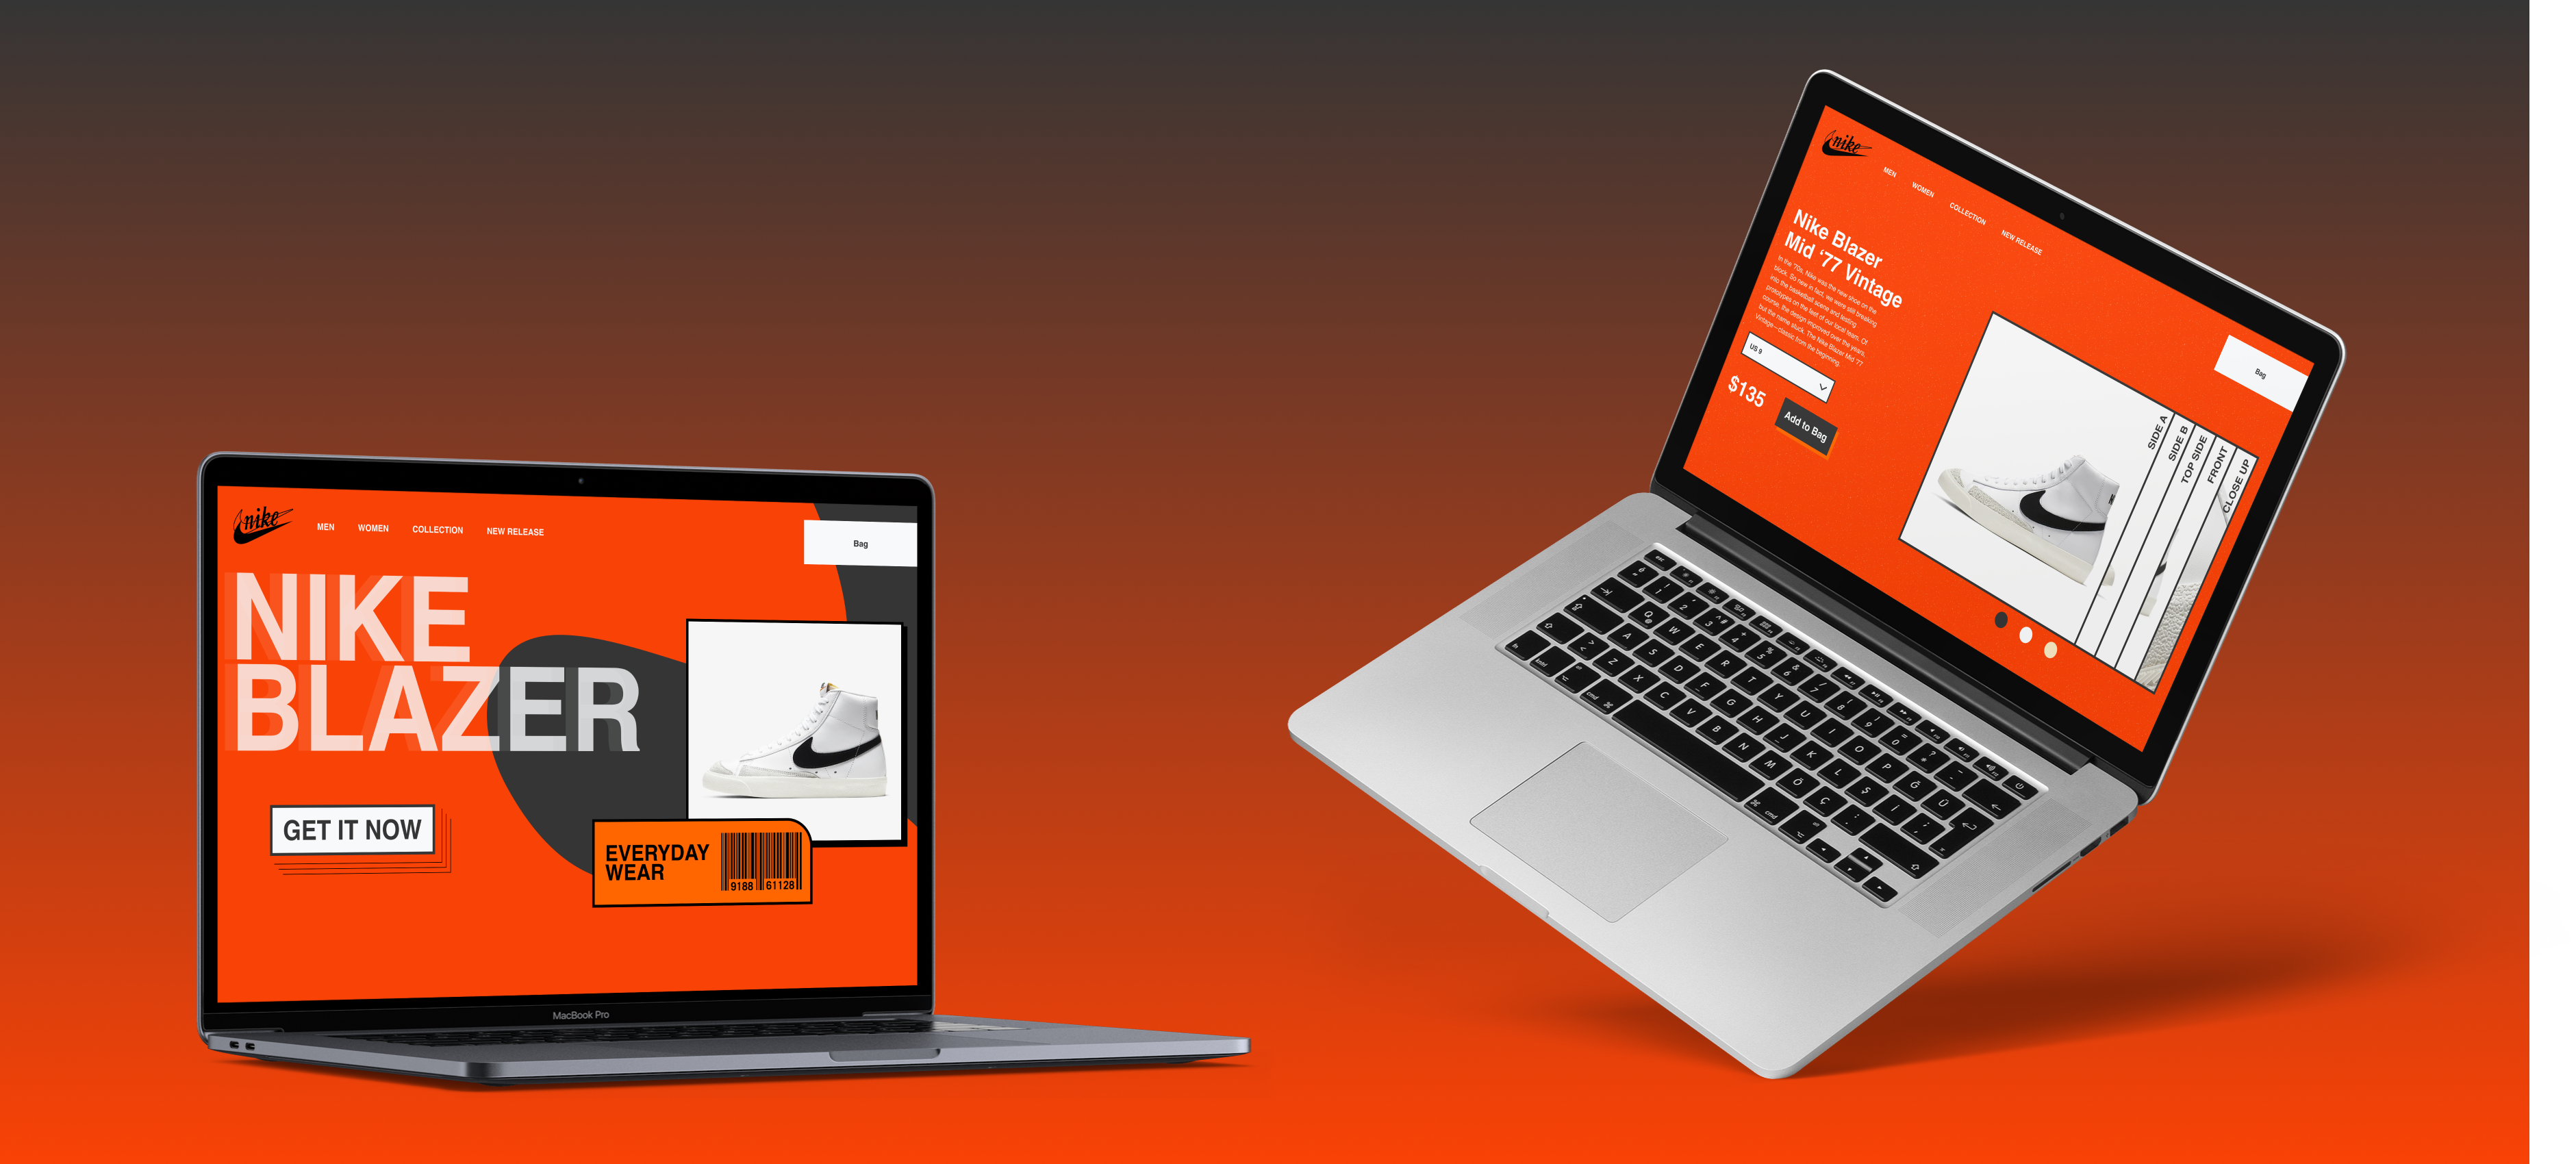 nike
MEN WOMEN COLLECTION NEW RELEASE
Bag
NIKE
BLAZER
GET IT NOW
EVERYDAY
WEAR
9188 61128
MacBook Pro
nike
MEN WOMEN COLLECTION NEW RELEASE
Bag
Nike Blazer
Mid ‘77 Vintage
In the ’70s, Nike was the new shoe on the
block. So new in fact, we were still breaking
into the basketball scene and testing
prototypes on the feet of our local team. Of
course, the design improved over the years,
but the name stuck. The Nike Blazer Mid ’77
Vintage—classic from the beginning.
US 9
$135
Add to Bag
SIDE A
SIDE B
TOP SIDE
FRONT
CLOSE UP
esc
Q W E R T Y U I O P Ğ Ü
A S D F G H J K L Ş İ
Z X C V B N M Ö Ç
fn kntrl cmd cmd